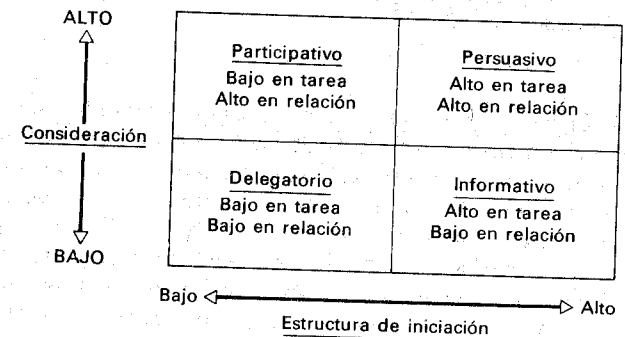 ALTO
Participativo
Bajo en tarea
Alto en relación
Persuasivo
Alto en tarea
Alto en relación
Consideración
Delegatorio
Bajo en tarea
Bajo en relación
Informativo
Alto en tarea
Bajo en relación
BAJO
Bajo
Alto
Estructura de iniciación